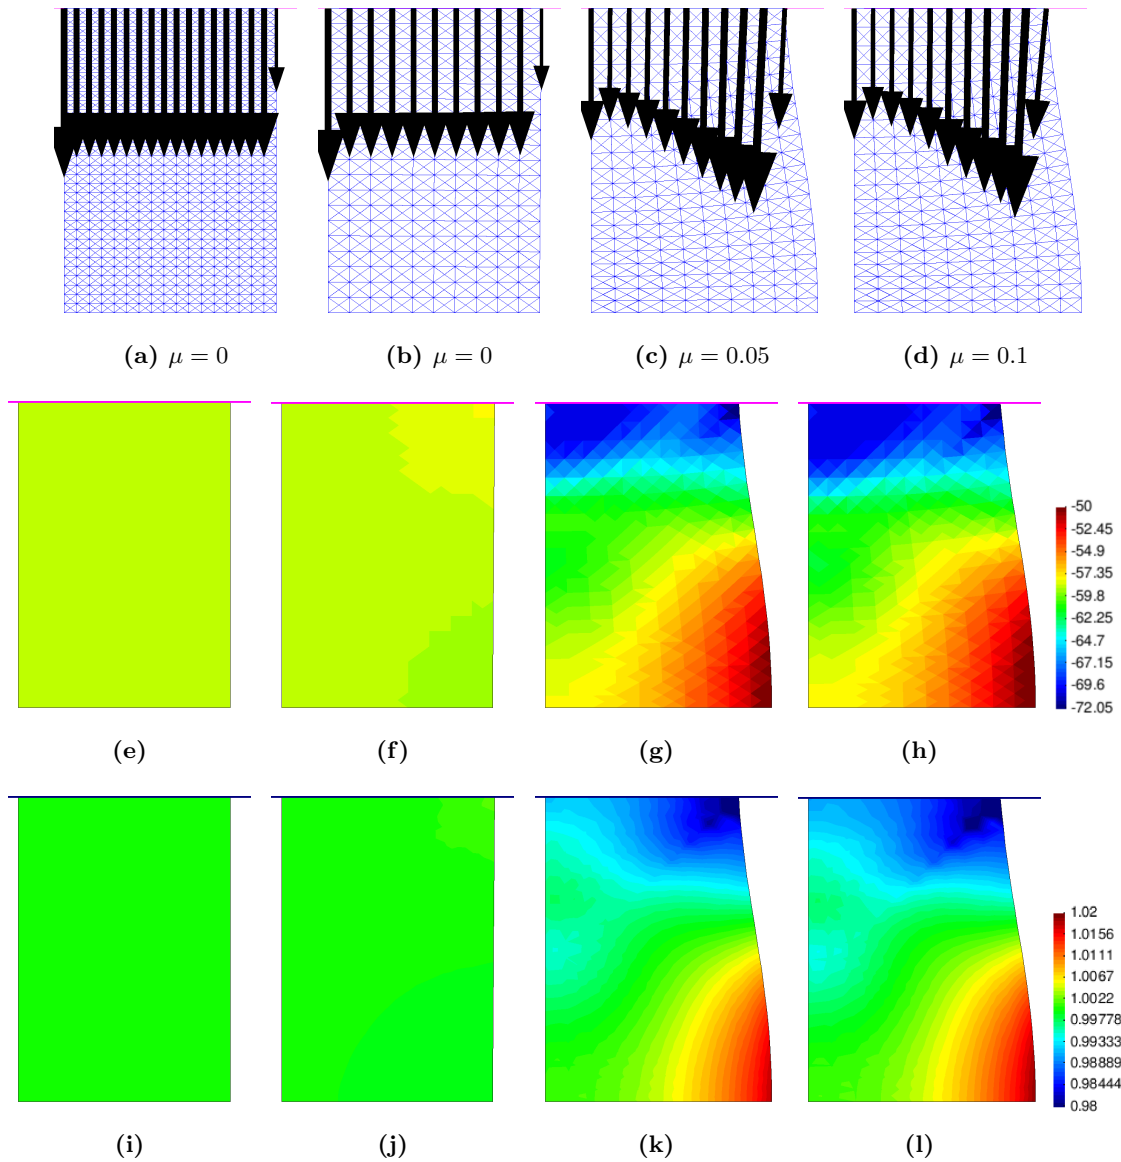 (a) μ = 0
(b) μ = 0
(c) μ = 0.05
(d) μ = 0.1
-50
-52.45
-54.9
-57.35
-59.8
-62.25
-64.7
-67.15
-69.6
-72.05
(e)
(f)
(g)
(h)
1.02
1.0156
1.0111
1.0067
1.0022
0.99778
0.99333
0.98889
0.98444
0.98
(i)
(j)
(k)
(l)